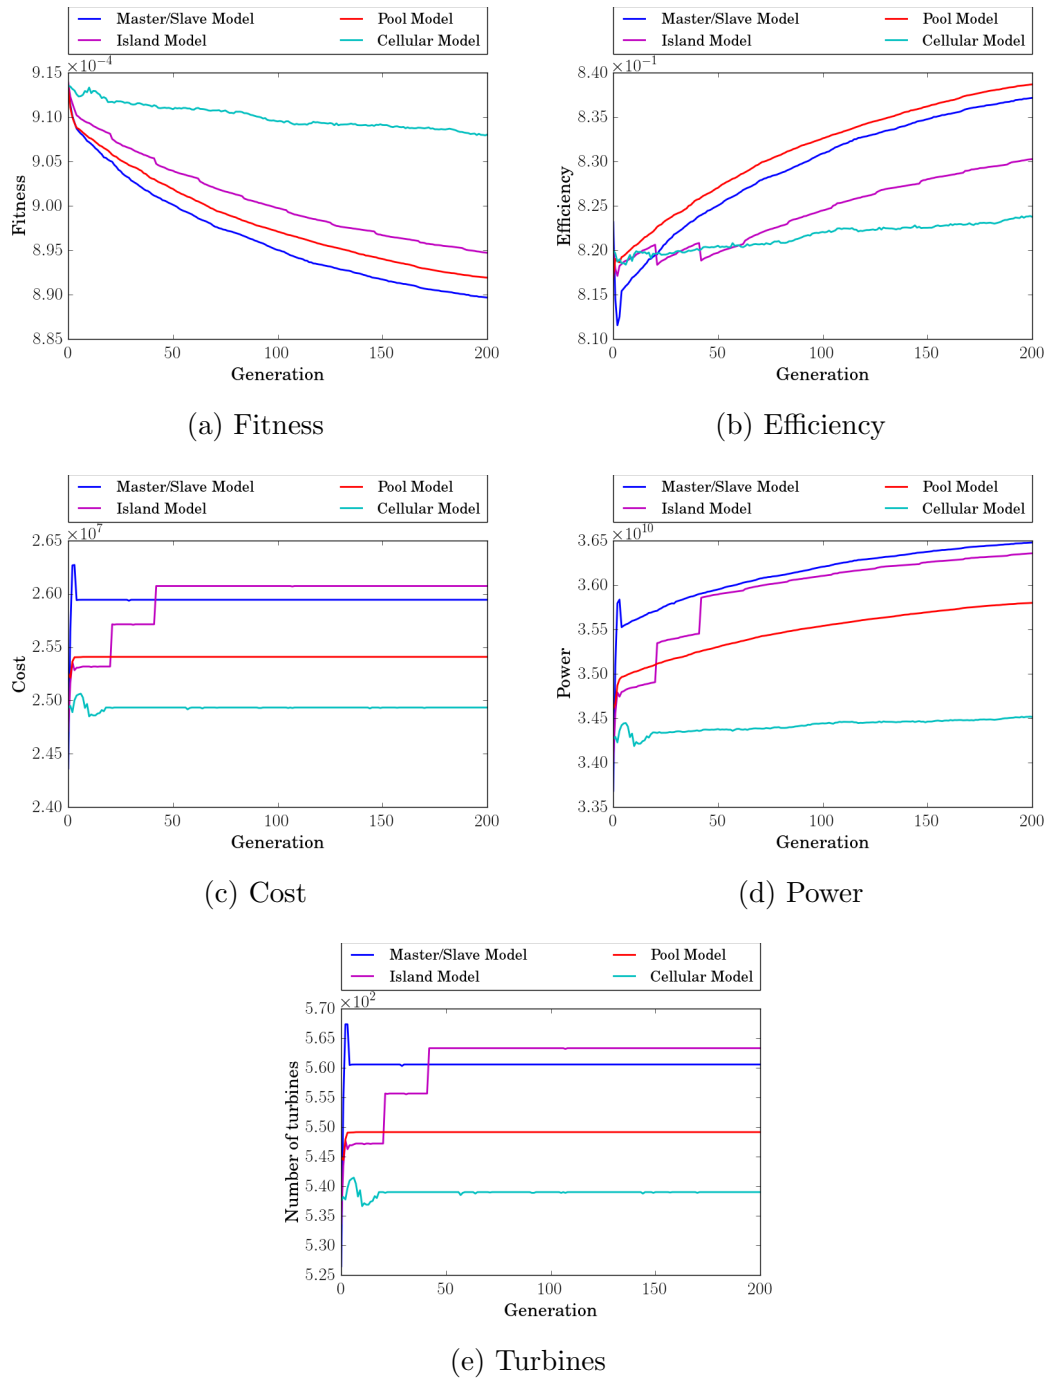 Master/Slave Model Pool Model
Island Model Cellular Model
×10⁻⁴
9.15
9.10
9.05
9.00
8.95
8.90
8.85
Fitness
0 50 100 150 200
Generation
(a) Fitness
Master/Slave Model Pool Model
Island Model Cellular Model
×10⁻¹
8.40
8.35
8.30
8.25
8.20
8.15
8.10
Efficiency
0 50 100 150 200
Generation
(b) Efficiency
Master/Slave Model Pool Model
Island Model Cellular Model
×10⁷
2.65
2.60
2.55
2.50
2.45
2.40
Cost
0 50 100 150 200
Generation
(c) Cost
Master/Slave Model Pool Model
Island Model Cellular Model
×10¹⁰
3.65
3.60
3.55
3.50
3.45
3.40
3.35
Power
0 50 100 150 200
Generation
(d) Power
Master/Slave Model Pool Model
Island Model Cellular Model
×10²
5.70
5.65
5.60
5.55
5.50
5.45
5.40
5.35
5.30
5.25
Number of turbines
0 50 100 150 200
Generation
(e) Turbines